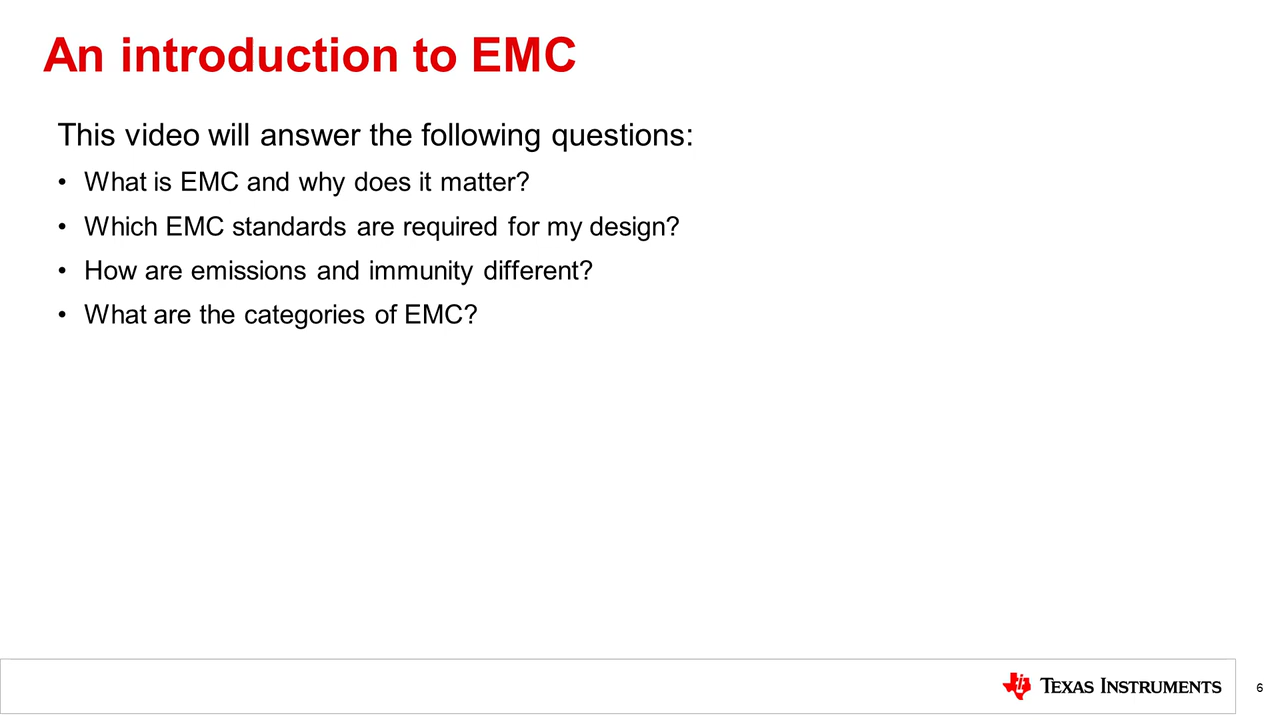 An introduction to EMC
This video will answer the following questions:
• What is EMC and why does it matter?
• Which EMC standards are required for my design?
• How are emissions and immunity different?
• What are the categories of EMC?
TEXAS INSTRUMENTS
6